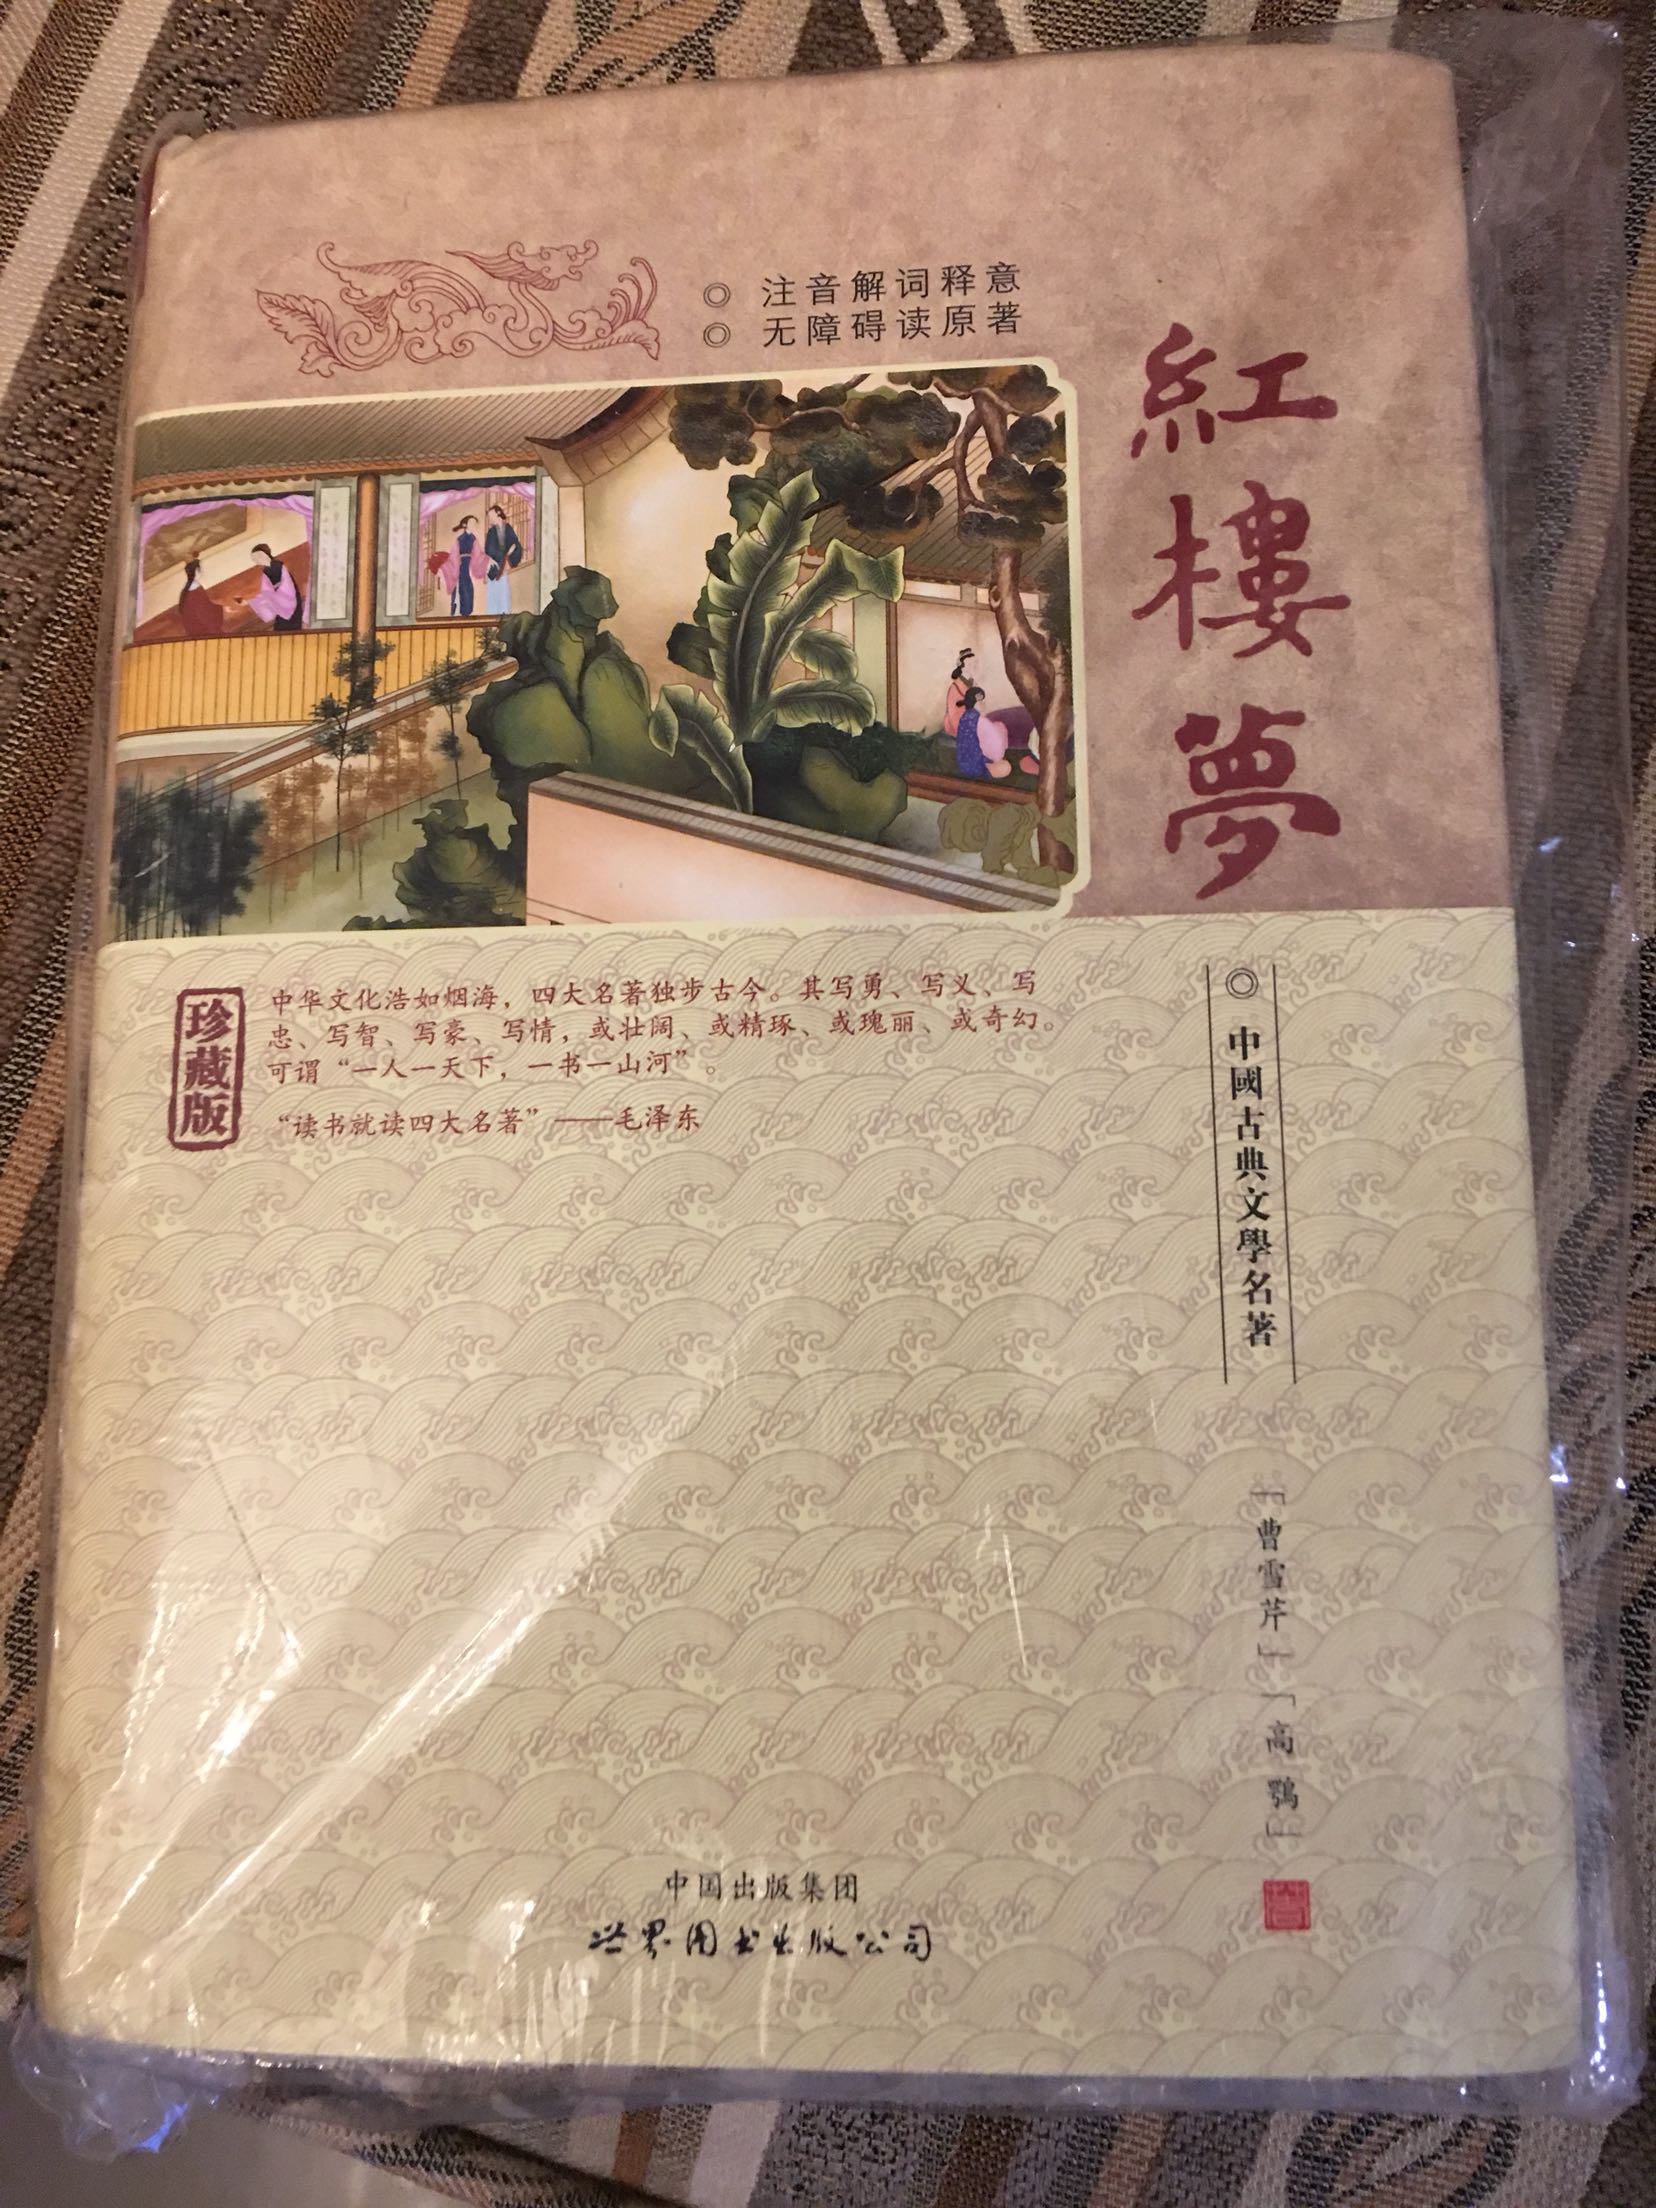 ◎ 注音解词释意
◎ 无障碍读原著
紅樓夢
珍藏版
中华文化浩如烟海，四大名著独步古今。其写勇、写义、写
忠、写智、写豪、写情，或壮阔、或精琢、或瑰丽、或奇幻。
可谓“一人一天下，一书一山河”。
“读书就读四大名著”——毛泽东
◎ 中國古典文學名著
「曹雪芹」「高鶚」
中国出版集团
世界图书出版公司